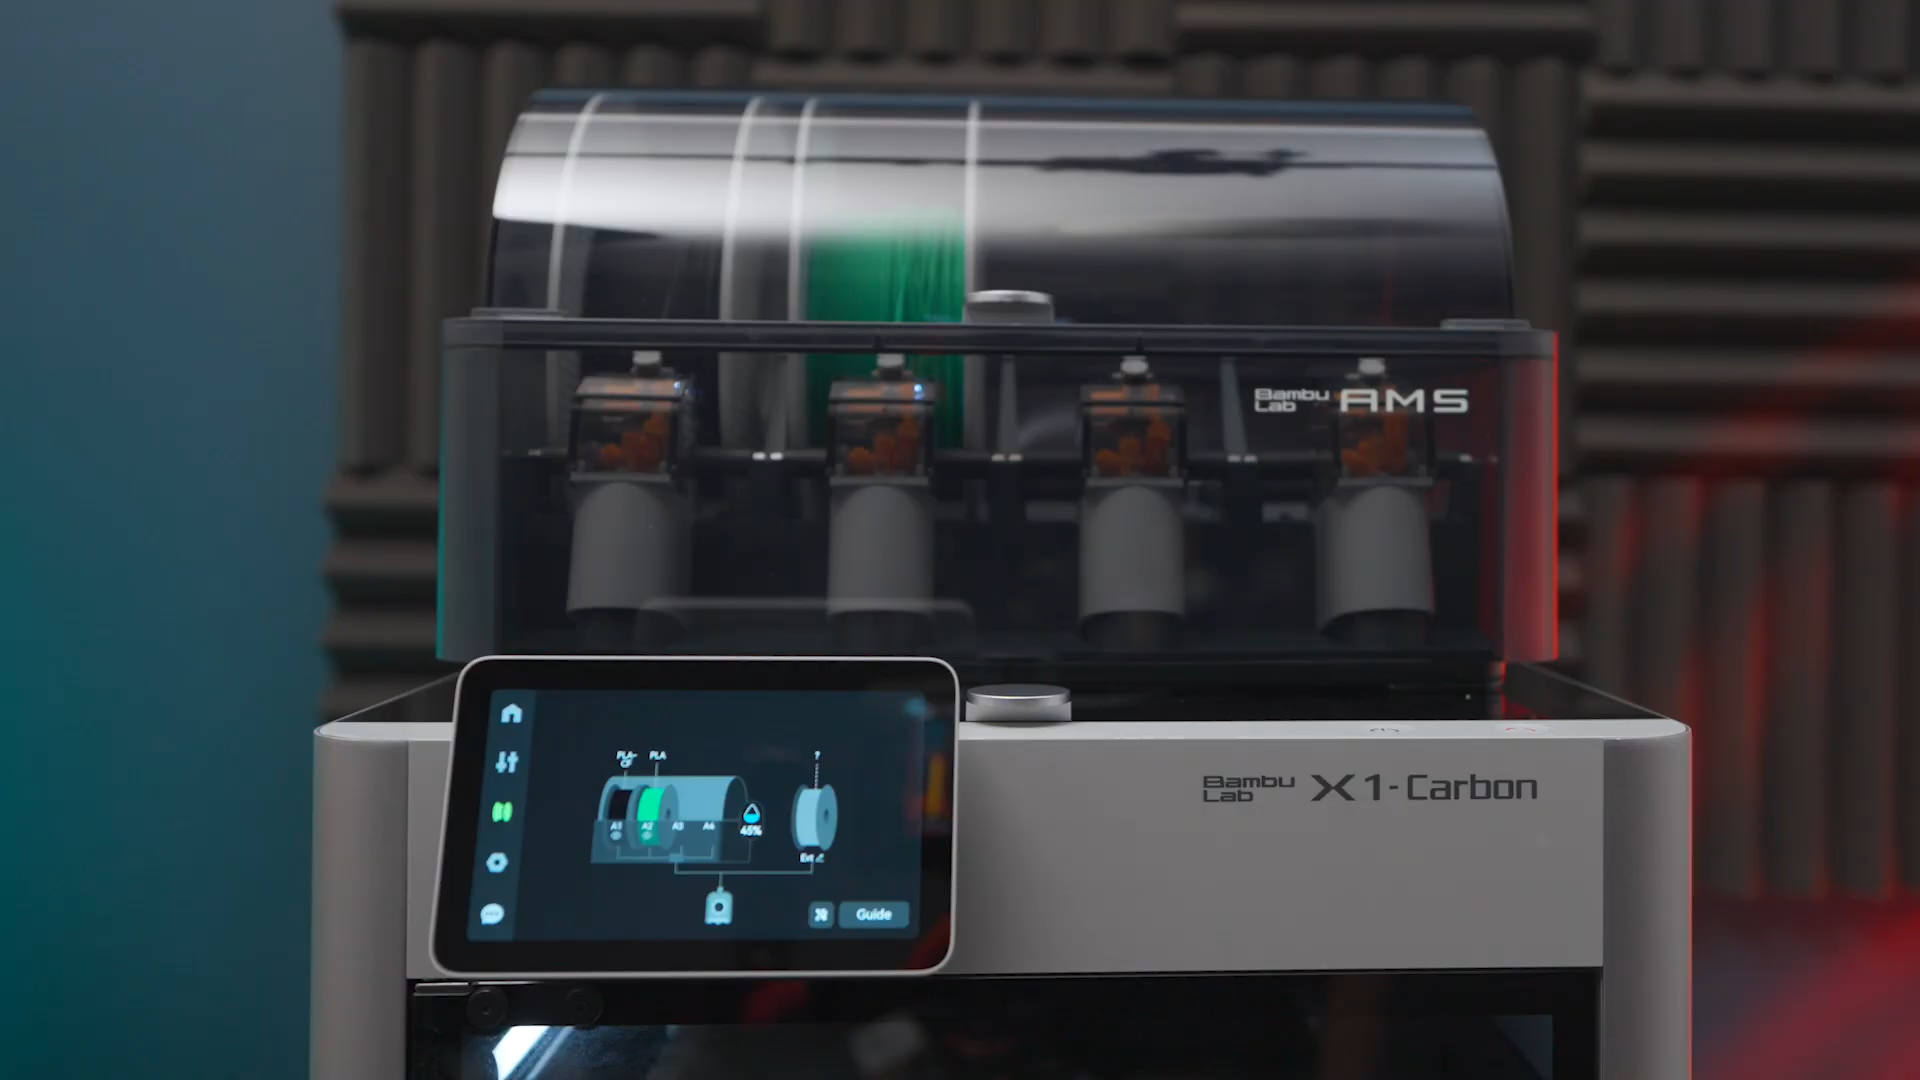 Bambu Lab AMS
Bambu Lab X1-Carbon
PLA-CF PLA ?
A1 A2 A3 A4
45%
Ext
Guide